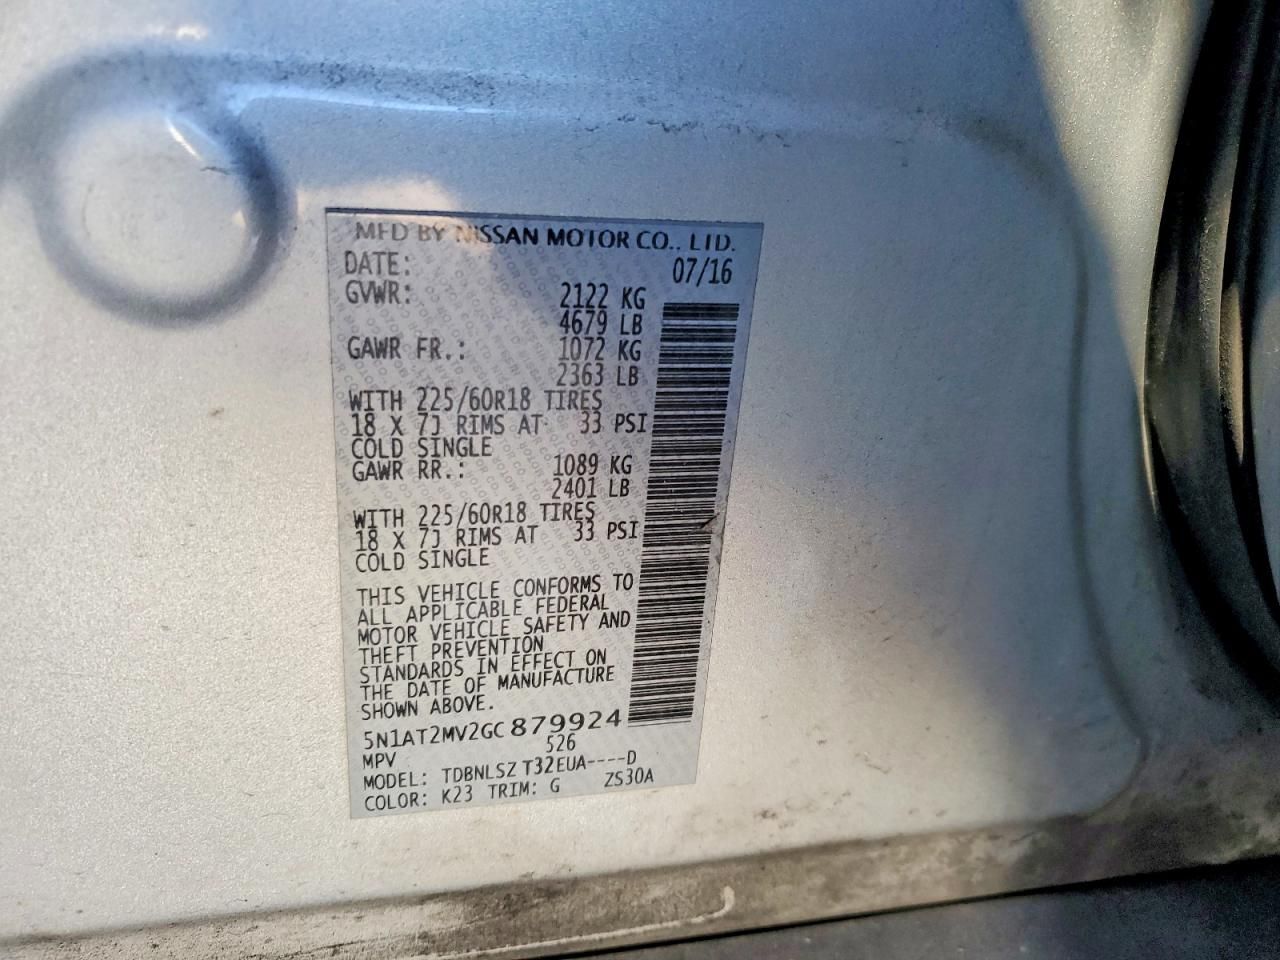 MFD BY NISSAN MOTOR CO., LTD.
DATE: 07/16
GVWR: 2122 KG
4679 LB
GAWR FR.: 1072 KG
2363 LB
WITH 225/60R18 TIRES
18 X 7J RIMS AT 33 PSI
COLD SINGLE
GAWR RR.: 1089 KG
2401 LB
WITH 225/60R18 TIRES
18 X 7J RIMS AT 33 PSI
COLD SINGLE
THIS VEHICLE CONFORMS TO
ALL APPLICABLE FEDERAL
MOTOR VEHICLE SAFETY AND
THEFT PREVENTION
STANDARDS IN EFFECT ON
THE DATE OF MANUFACTURE
SHOWN ABOVE.
5N1AT2MV2GC879924
MPV 526
MODEL: TDBNLSZ T32EUA----D
COLOR: K23 TRIM: G ZS30A